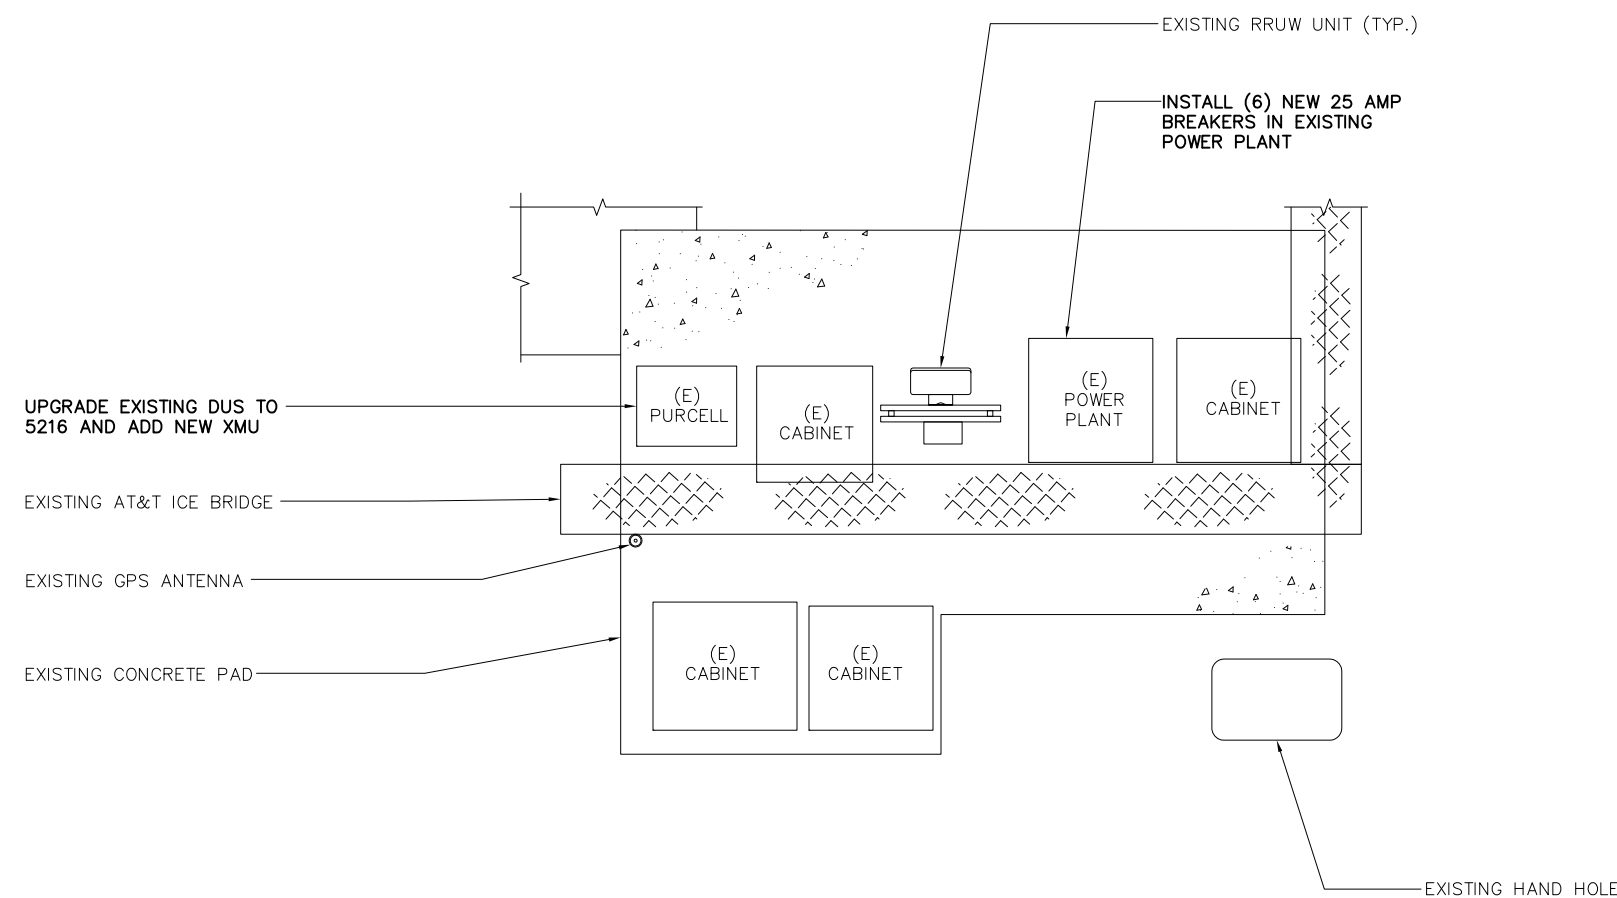 EXISTING RRUW UNIT (TYP.)
INSTALL (6) NEW 25 AMP
BREAKERS IN EXISTING
POWER PLANT
UPGRADE EXISTING DUS TO
5216 AND ADD NEW XMU
(E)
PURCELL
(E)
CABINET
(E)
POWER
PLANT
(E)
CABINET
EXISTING AT&T ICE BRIDGE
EXISTING GPS ANTENNA
EXISTING CONCRETE PAD
(E)
CABINET
(E)
CABINET
EXISTING HAND HOLE